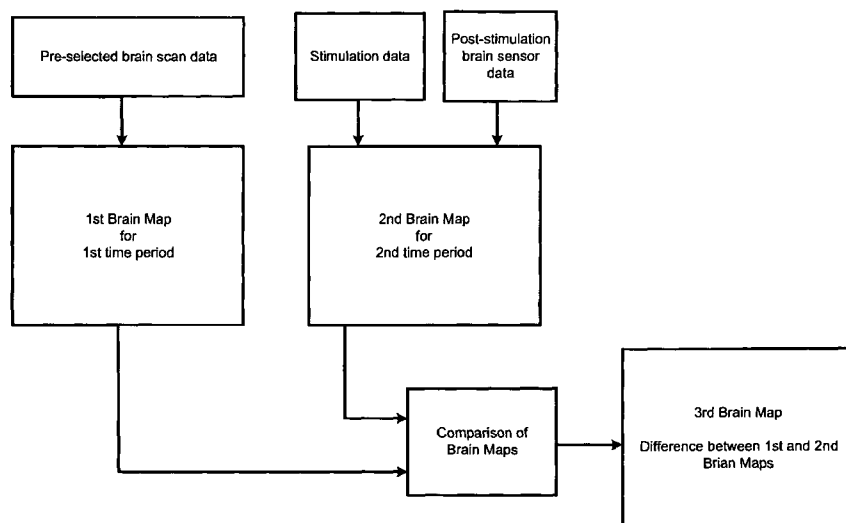 Pre-selected brain scan data
Stimulation data
Post-stimulation
brain sensor
data
1st Brain Map
for
1st time period
2nd Brain Map
for
2nd time period
Comparison of
Brain Maps
3rd Brain Map
Difference between 1st and 2nd
Brian Maps